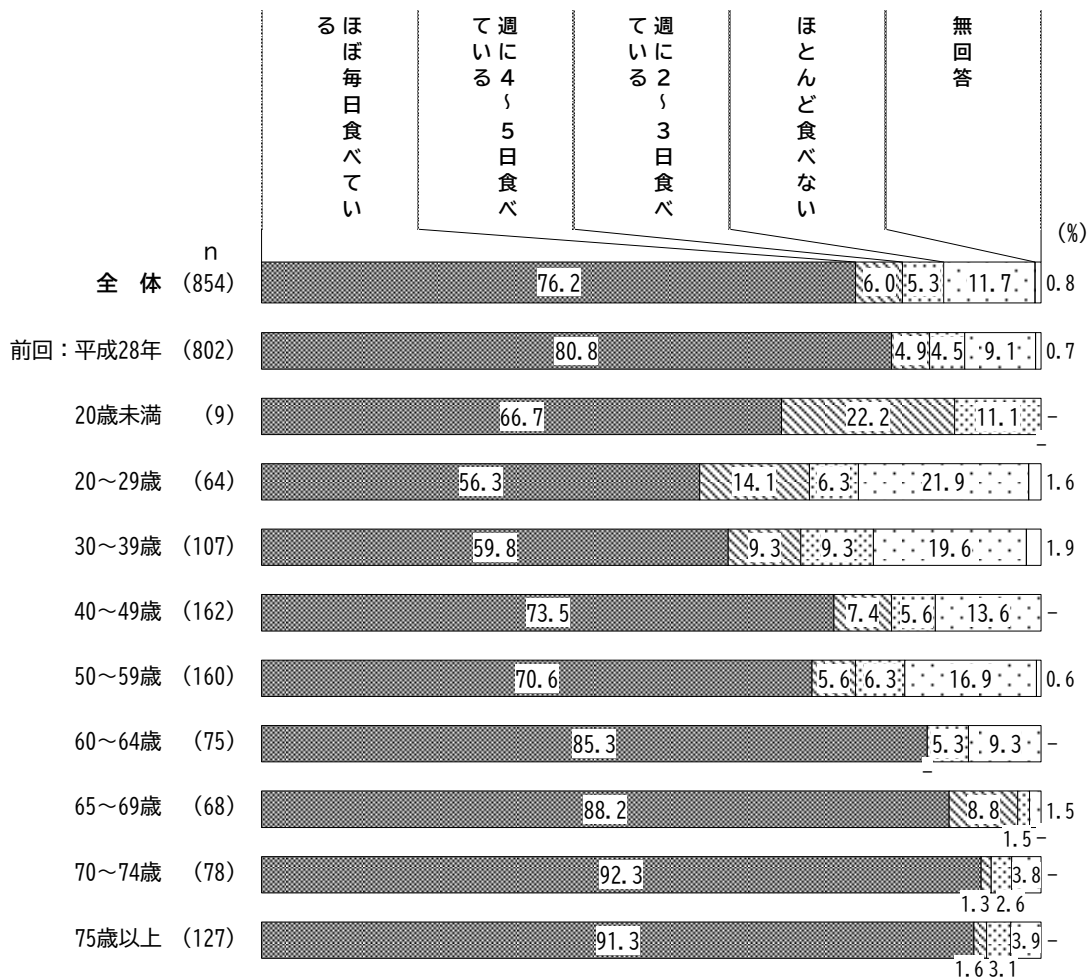 ほぼ毎日食べている
週に４～５日食べている
週に２～３日食べている
ほとんど食べない
無回答
(%)
n
全　体 (854) 76.2 6.0 5.3 11.7 0.8
前回：平成28年 (802) 80.8 4.9 4.5 9.1 0.7
20歳未満 (9) 66.7 22.2 11.1 － －
20～29歳 (64) 56.3 14.1 6.3 21.9 1.6
30～39歳 (107) 59.8 9.3 9.3 19.6 1.9
40～49歳 (162) 73.5 7.4 5.6 13.6 －
50～59歳 (160) 70.6 5.6 6.3 16.9 0.6
60～64歳 (75) 85.3 － 5.3 9.3 －
65～69歳 (68) 88.2 8.8 1.5 1.5 －
70～74歳 (78) 92.3 1.3 2.6 3.8 －
75歳以上 (127) 91.3 1.6 3.1 3.9 －